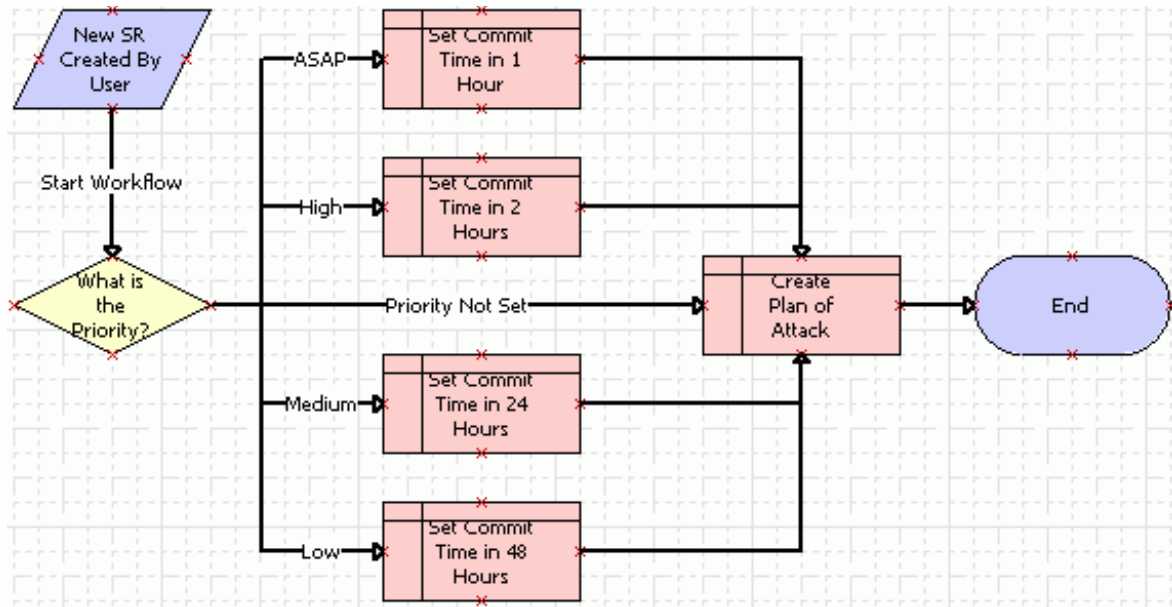 New SR
Created By
User
Start Workflow
What is
the
Priority?
ASAP
Set Commit
Time in 1
Hour
High
Set Commit
Time in 2
Hours
Priority Not Set
Create
Plan of
Attack
End
Medium
Set Commit
Time in 24
Hours
Low
Set Commit
Time in 48
Hours